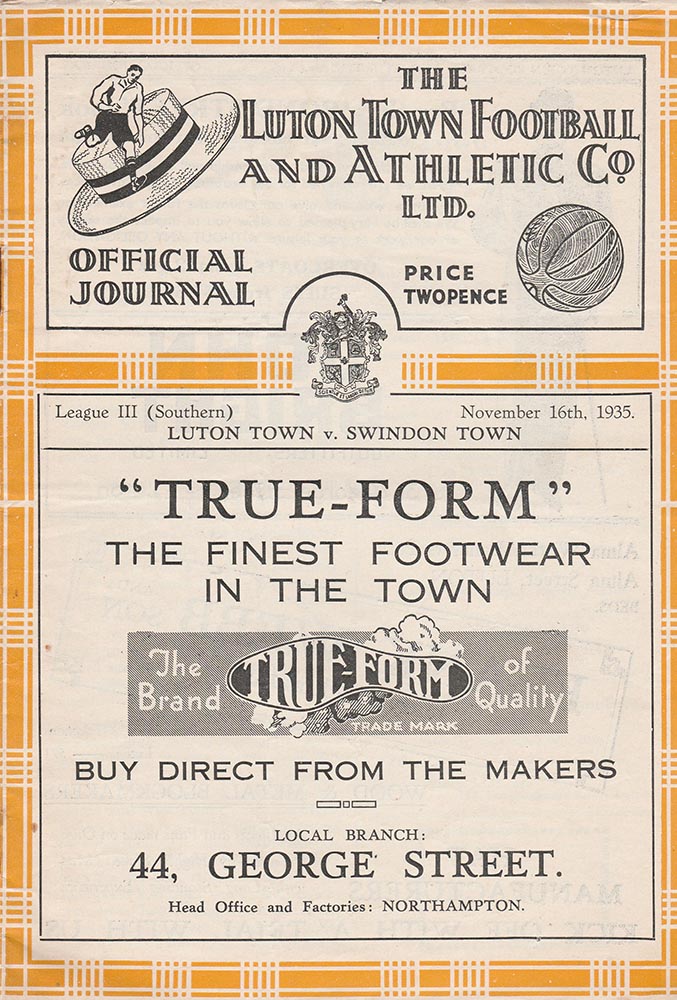 THE
LUTON TOWN FOOTBALL
AND ATHLETIC Cº
LTD.
OFFICIAL
JOURNAL
PRICE
TWOPENCE
League III (Southern) November 16th, 1935.
LUTON TOWN v. SWINDON TOWN
"TRUE-FORM"
THE FINEST FOOTWEAR
IN THE TOWN
The Brand TRUE-FORM of Quality
TRADE MARK
BUY DIRECT FROM THE MAKERS
LOCAL BRANCH:
44, GEORGE STREET.
Head Office and Factories: NORTHAMPTON.